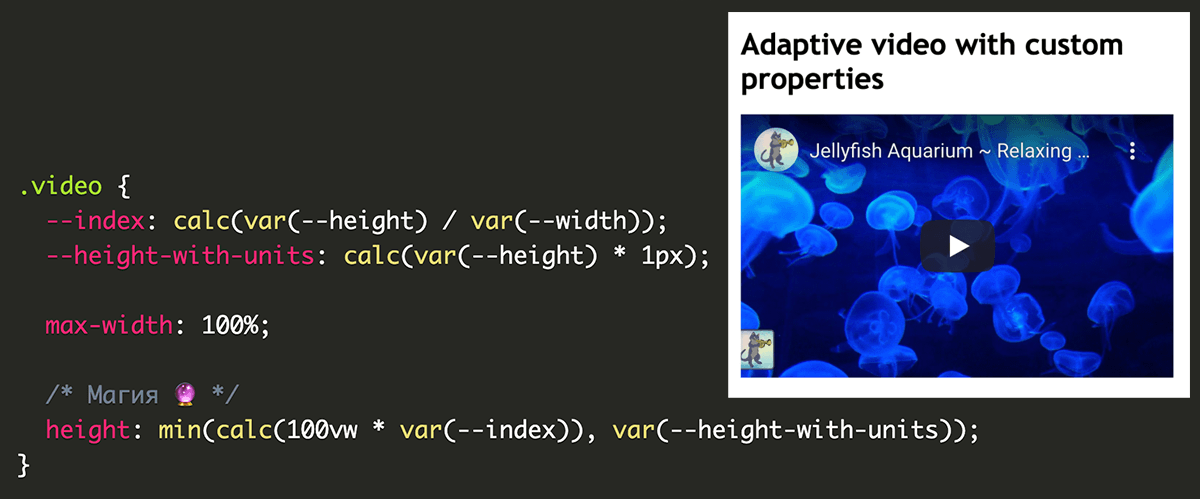 Adaptive video with custom
properties
Jellyfish Aquarium ~ Relaxing ...
.video {
  --index: calc(var(--height) / var(--width));
  --height-with-units: calc(var(--height) * 1px);

  max-width: 100%;

  /* Магия 🔮 */
  height: min(calc(100vw * var(--index)), var(--height-with-units));
}